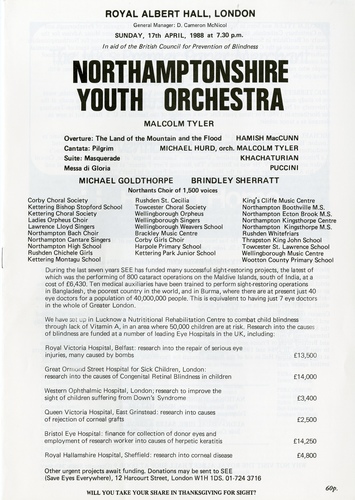 ROYAL ALBERT HALL, LONDON
General Manager: D. Cameron McNicol
SUNDAY, 17th APRIL, 1988 at 7.30 p.m.
In aid of the British Council for Prevention of Blindness
NORTHAMPTONSHIRE
YOUTH ORCHESTRA
MALCOLM TYLER
Overture: The Land of the Mountain and the Flood HAMISH MacCUNN
Cantata: Pilgrim MICHAEL HURD, orch. MALCOLM TYLER
Suite: Masquerade KHACHATURIAN
Messa di Gloria PUCCINI
MICHAEL GOLDTHORPE BRINDLEY SHERRATT
Northants Choir of 1,500 voices
Corby Choral Society Rushden St. Cecilia King's Cliffe Music Centre
Kettering Bishop Stopford School Towcester Choral Society Northampton Boothville M.S.
Kettering Choral Society Wellingborough Orpheus Northampton Ecton Brook M.S.
Ladies Orpheus Choir Wellingborough Singers Northampton Kingsthorpe Centre
Lawrence Lloyd Singers Wellingborough Weavers School Northampton Kingsthorpe M.S.
Northampton Bach Choir Brackley Music Centre Rushden Whitefriars
Northampton Cantare Singers Corby Girls Choir Thrapston King John School
Northampton High School Harpole Primary School Towcester St. Lawrence School
Rushden Chichele Girls Kettering Park Junior School Wellingborough Music Centre
Kettering Montagu School Wootton County Primary School
During the last seven years SEE has funded many successful sight-restoring projects, the latest of
which was the performing of 800 cataract operations on the Maldive Islands, south of India, at a
cost of £6,430. Ten medical auxiliaries have been trained to perform sight-restoring operations
in Bangladesh, the poorest country in the world, and in Burma, where there are at present just 40
eye doctors for a population of 40,000,000 people. This is equivalent to having just 7 eye doctors
in the whole of Greater London.
We have set up in Lucknow a Nutritional Rehabilitation Centre to combat child blindness
through lack of Vitamin A, in an area where 50,000 children are at risk. Research into the causes
of blindness are funded at a number of leading Eye Hospitals in the UK, including:
Royal Victoria Hospital, Belfast: research into the repair of serious eye
injuries, many caused by bombs £13,500
Great Ormond Street Hospital for Sick Children, London:
research into the causes of Congenital Retinal Blindness in children £14,000
Western Ophthalmic Hospital, London; research to improve the
sight of children suffering from Down's Syndrome £3,400
Queen Victoria Hospital, East Grinstead: research into causes
of rejection of corneal grafts £2,500
Bristol Eye Hospital: finance for collection of donor eyes and
employment of research worker into causes of herpetic keratitis £14,250
Royal Hallamshire Hospital, Sheffield: research into corneal disease £4,800
Other urgent projects await funding. Donations may be sent to SEE
(Save Eyes Everywhere), 12 Harcourt Street, London W1H 1DS. 01-724 3716
WILL YOU TAKE YOUR SHARE IN THANKSGIVING FOR SIGHT?
60p.